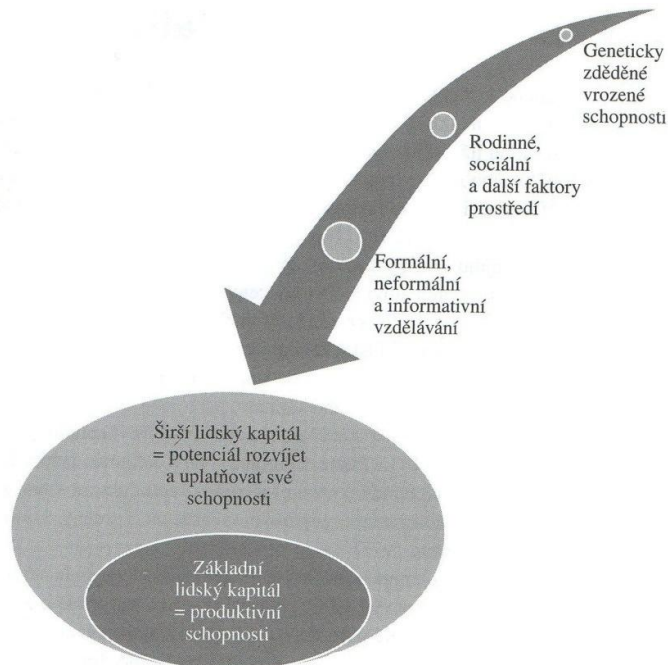 Geneticky
zděděné
vrozené
schopnosti
Rodinné,
sociální
a další faktory
prostředí
Formální,
neformální
a informativní
vzdělávání
Širší lidský kapitál
= potenciál rozvíjet
a uplatňovat své
schopnosti
Základní
lidský kapitál
= produktivní
schopnosti